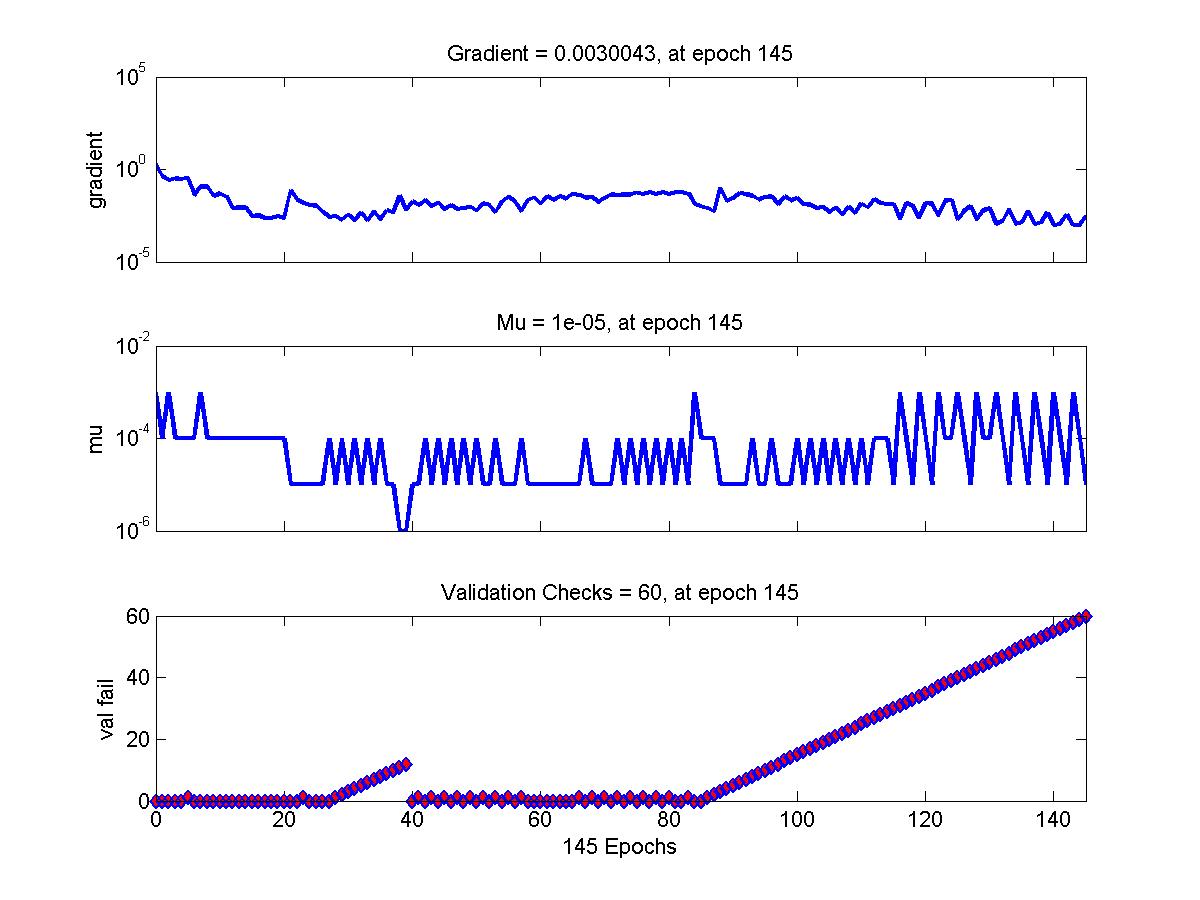 Gradient = 0.0030043, at epoch 145
10^5
10^0
10^-5
gradient
Mu = 1e-05, at epoch 145
10^-2
10^-4
10^-6
mu
Validation Checks = 60, at epoch 145
60
40
20
0
val fail
0 20 40 60 80 100 120 140
145 Epochs